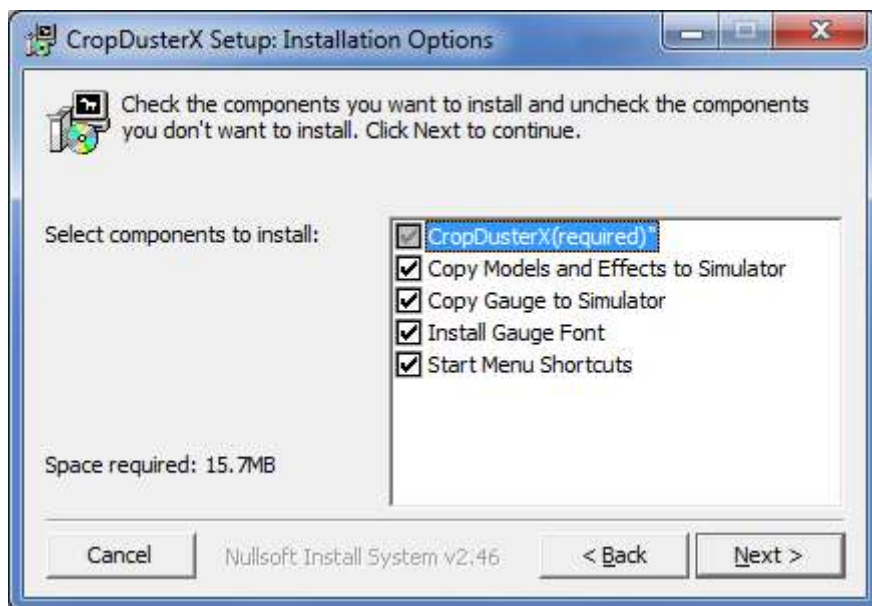 CropDusterX Setup: Installation Options
Check the components you want to install and uncheck the components
you don't want to install. Click Next to continue.
Select components to install:
CropDusterX(required)"
Copy Models and Effects to Simulator
Copy Gauge to Simulator
Install Gauge Font
Start Menu Shortcuts
Space required: 15.7MB
Cancel
Nullsoft Install System v2.46
< Back
Next >